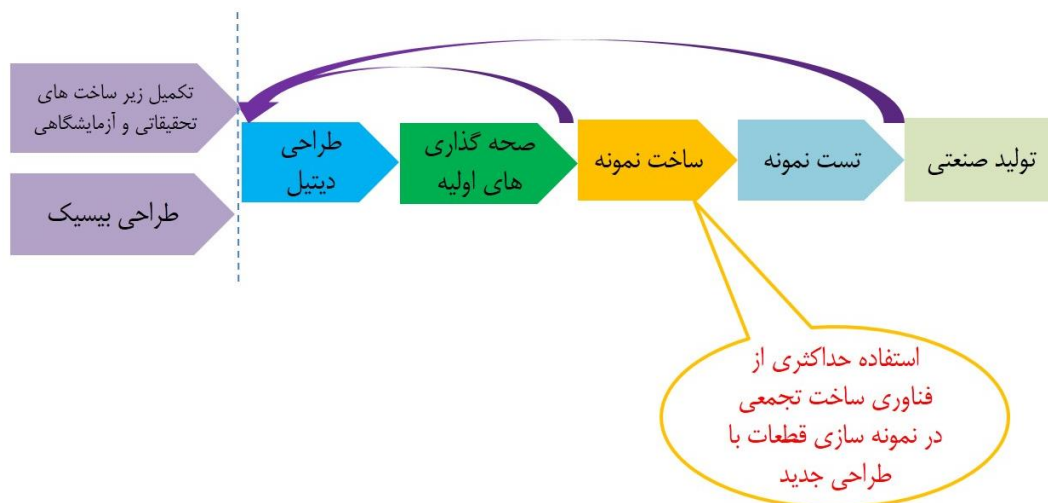 تکمیل زیر ساخت های
تحقیقاتی و آزمایشگاهی
طراحی بیسیک
طراحی
دیتیل
صحه گذاری
های اولیه
ساخت نمونه
تست نمونه
تولید صنعتی
استفاده حداکثری از
فناوری ساخت تجمعی
در نمونه سازی قطعات با
طراحی جدید